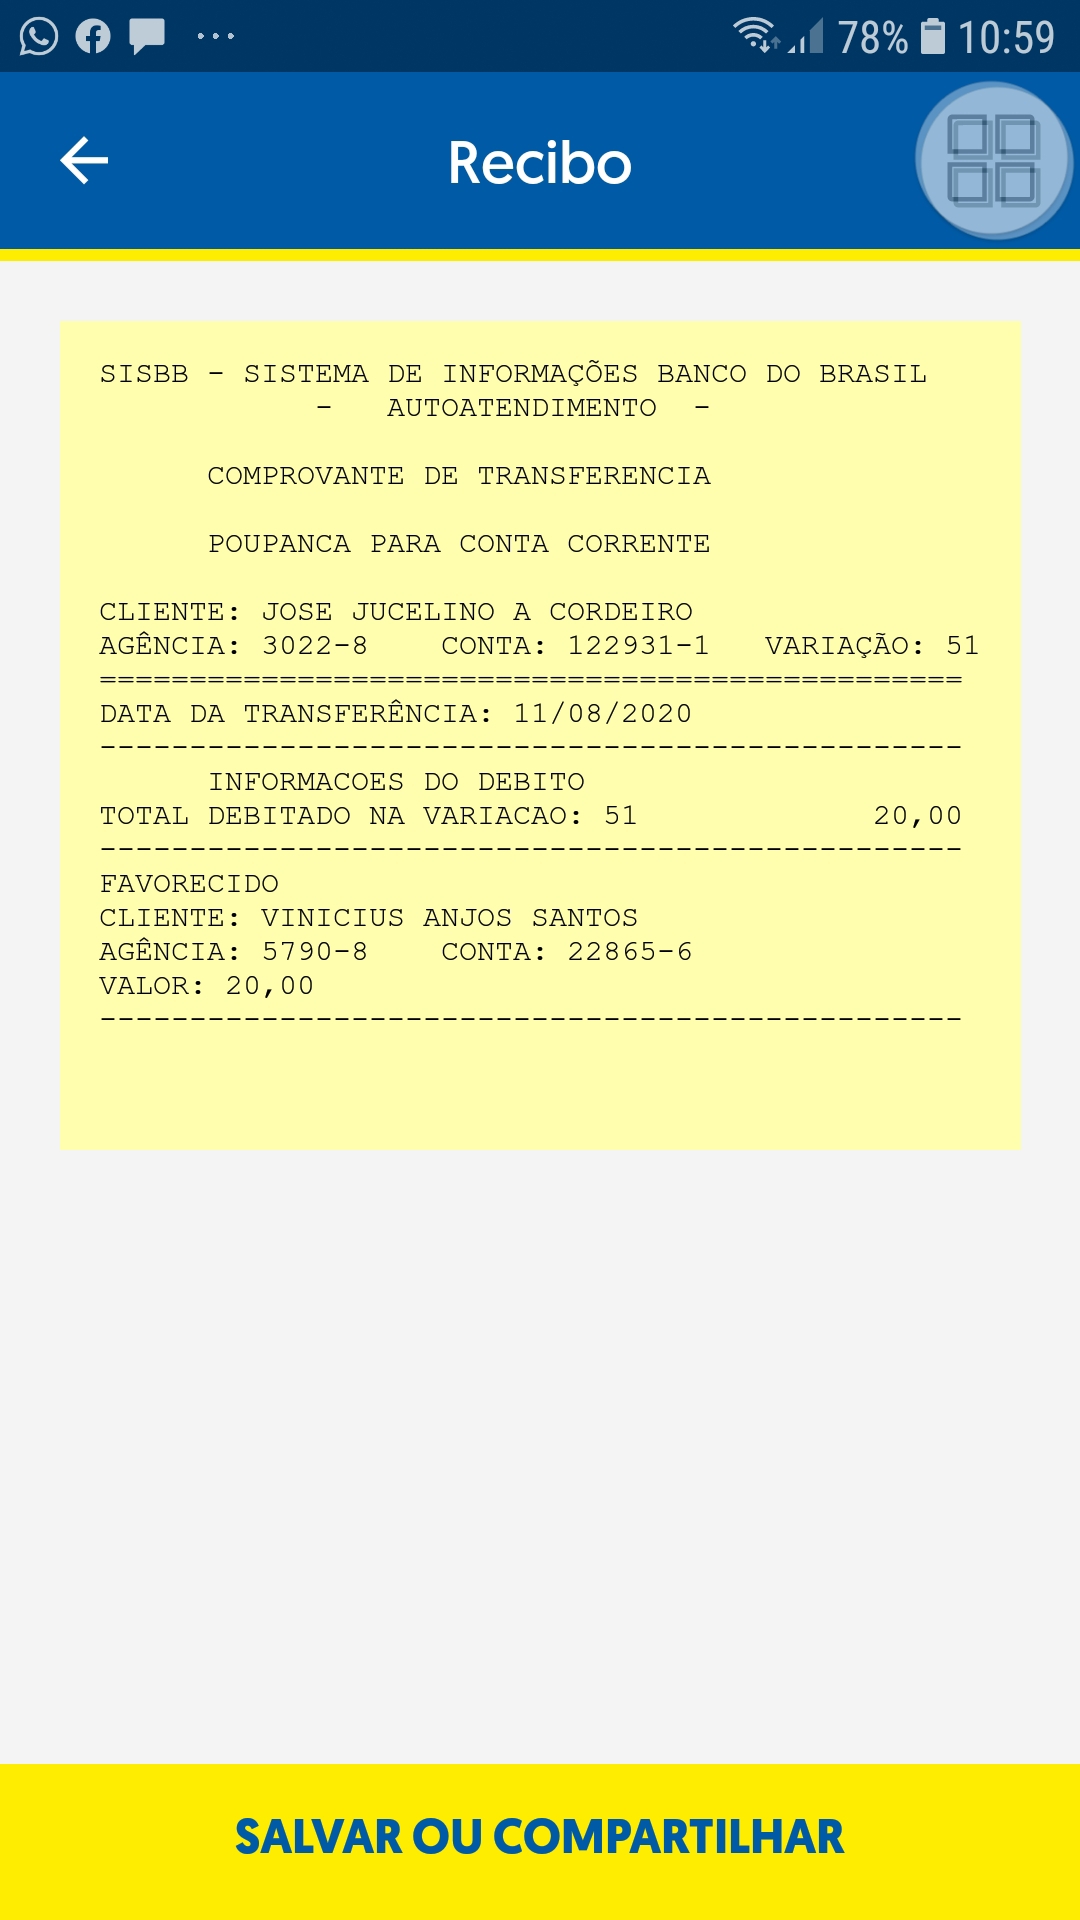 78% 10:59
Recibo
SISBB - SISTEMA DE INFORMAÇÕES BANCO DO BRASIL
- AUTOATENDIMENTO -
COMPROVANTE DE TRANSFERENCIA
POUPANCA PARA CONTA CORRENTE
CLIENTE: JOSE JUCELINO A CORDEIRO
AGÊNCIA: 3022-8 CONTA: 122931-1 VARIAÇÃO: 51
================================================
DATA DA TRANSFERÊNCIA: 11/08/2020
------------------------------------------------
INFORMACOES DO DEBITO
TOTAL DEBITADO NA VARIACAO: 51 20,00
------------------------------------------------
FAVORECIDO
CLIENTE: VINICIUS ANJOS SANTOS
AGÊNCIA: 5790-8 CONTA: 22865-6
VALOR: 20,00
------------------------------------------------
SALVAR OU COMPARTILHAR